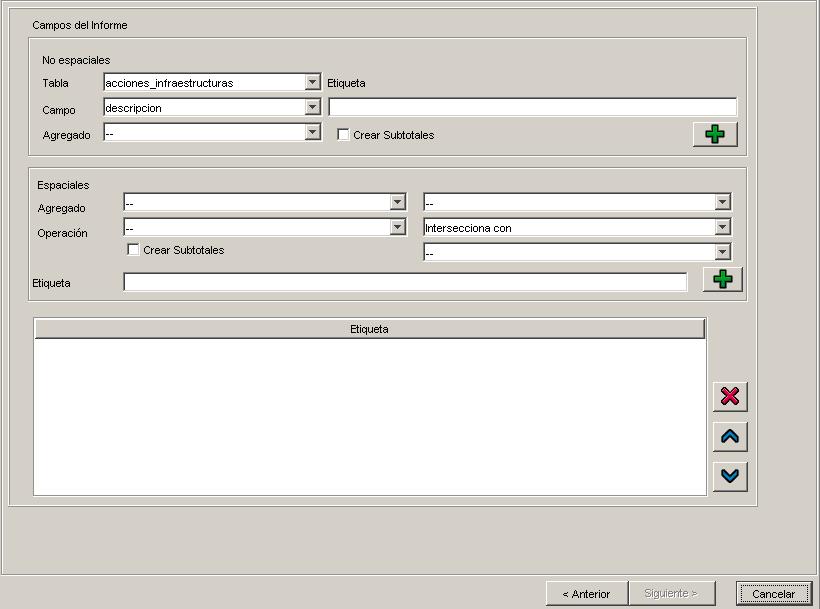 Campos del Informe
No espaciales
Tabla acciones_infraestructuras Etiqueta
Campo descripcion
Agregado -- Crear Subtotales
Espaciales
Agregado -- --
Operación -- Intersecciona con
Crear Subtotales --
Etiqueta
Etiqueta
< Anterior Siguiente > Cancelar